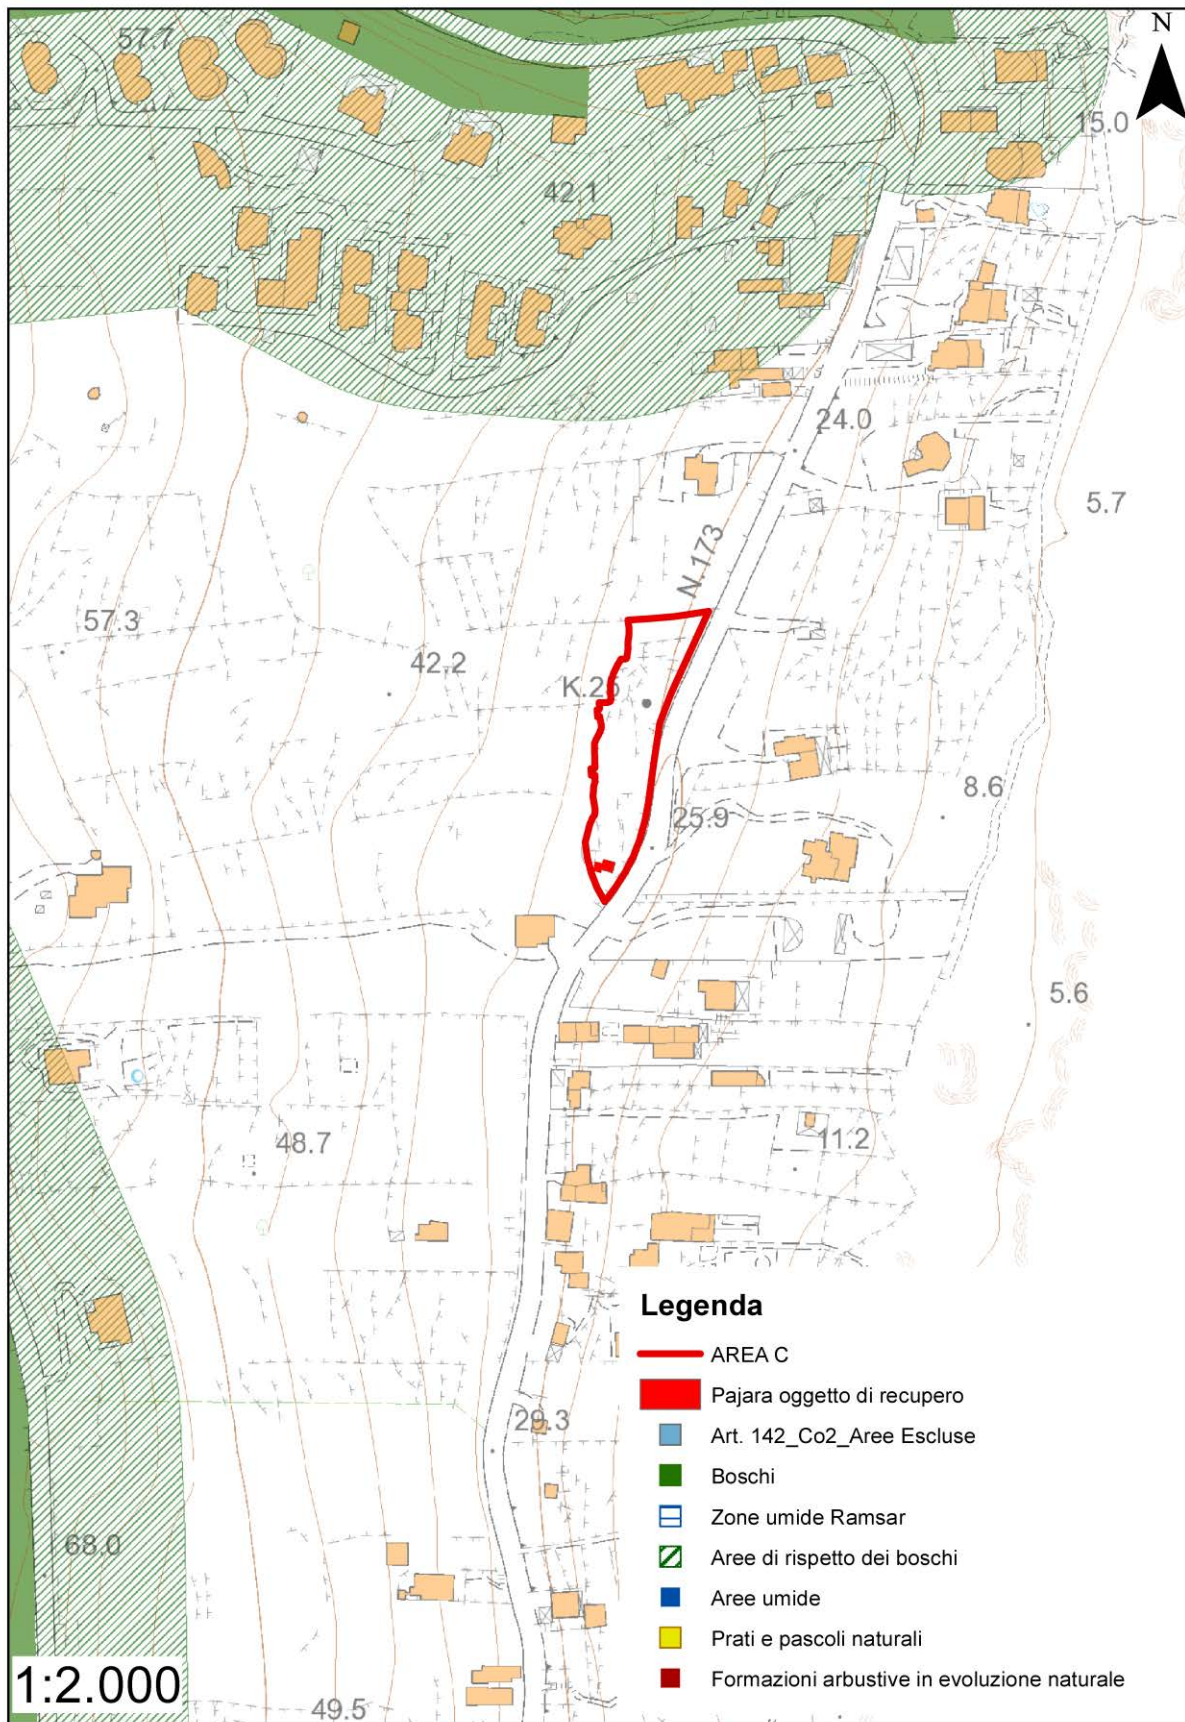 57.7
N
15.0
42.1
24.0
5.7
N.173
57.3
42.2
K.25
8.6
25.9
5.6
48.7
11.2
Legenda
AREA C
Pajara oggetto di recupero
29.3
Art. 142_Co2_Aree Escluse
Boschi
Zone umide Ramsar
68.0
Aree di rispetto dei boschi
Aree umide
Prati e pascoli naturali
1:2.000
Formazioni arbustive in evoluzione naturale
49.5